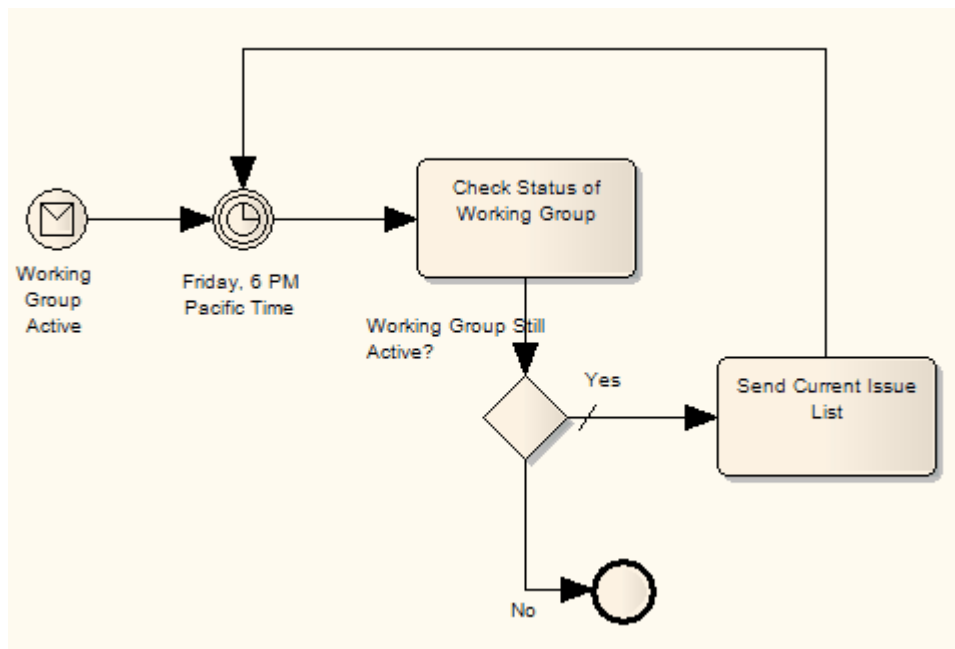 Working
Group
Active
Friday, 6 PM
Pacific Time
Check Status of
Working Group
Working Group Still
Active?
Yes
Send Current Issue
List
No